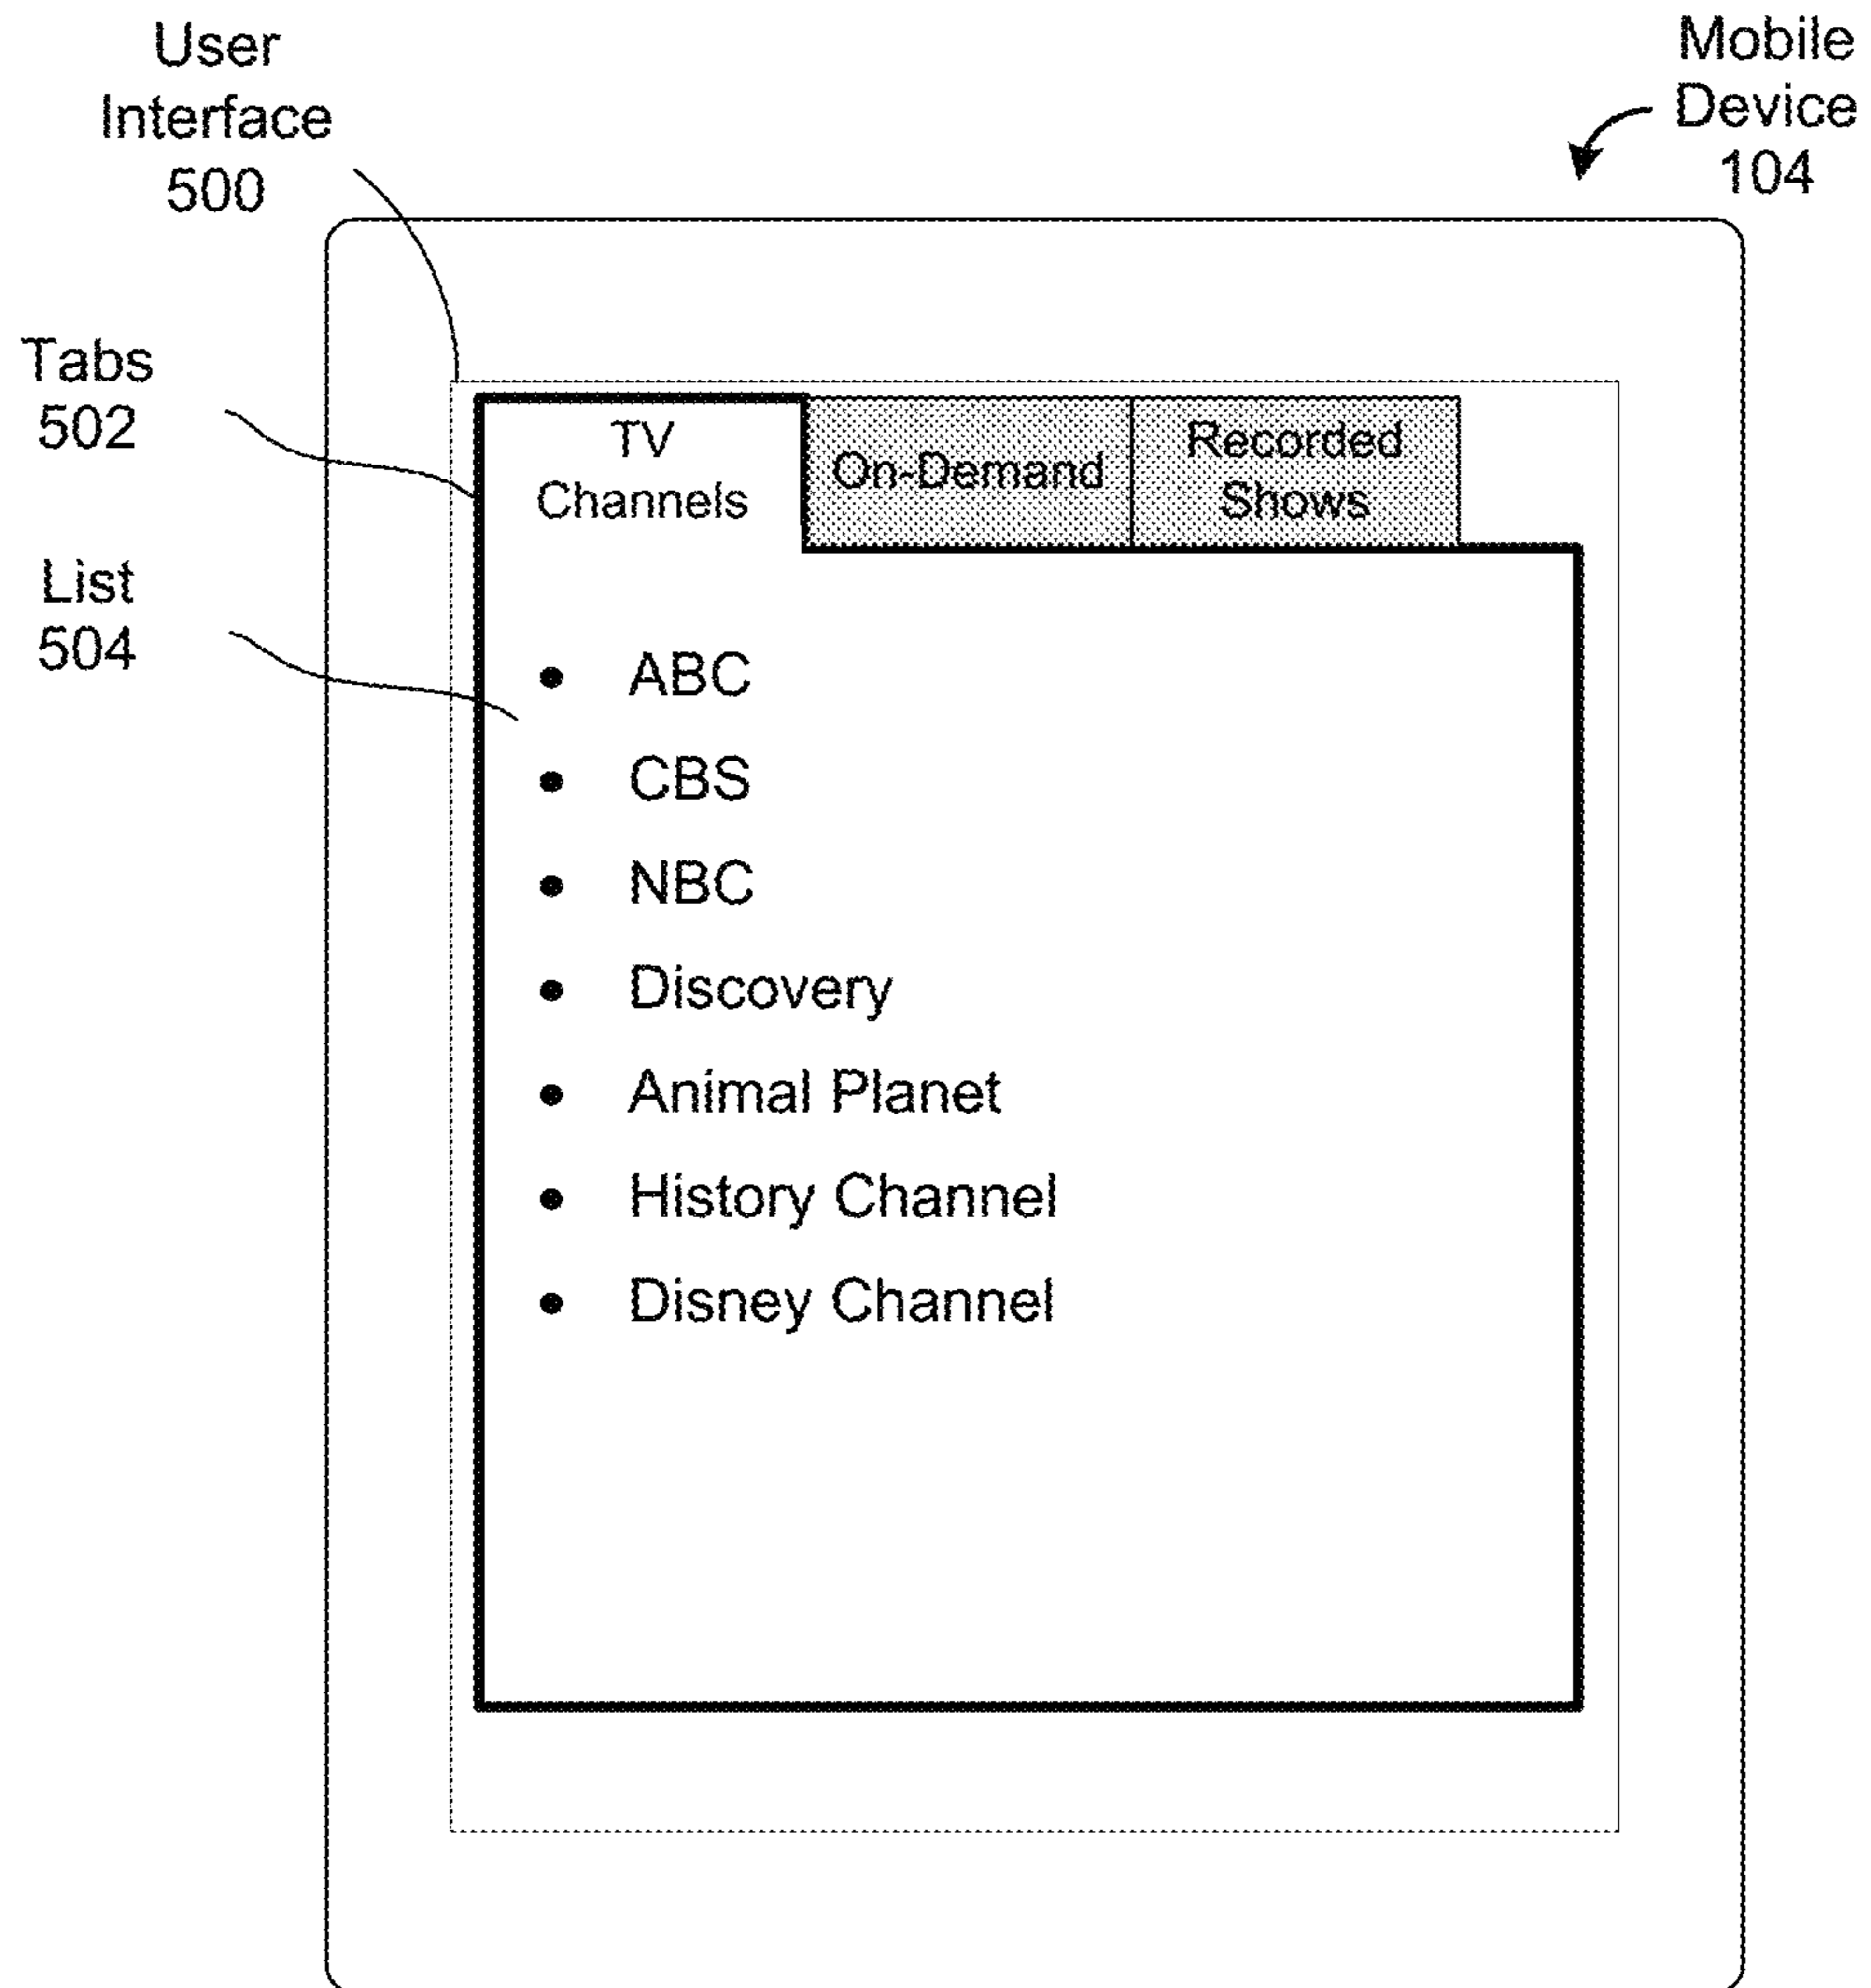 User
Interface
500
Mobile
Device
104
Tabs
502
List
504
TV
Channels
On-Demand
Recorded
Shows
• ABC
• CBS
• NBC
• Discovery
• Animal Planet
• History Channel
• Disney Channel